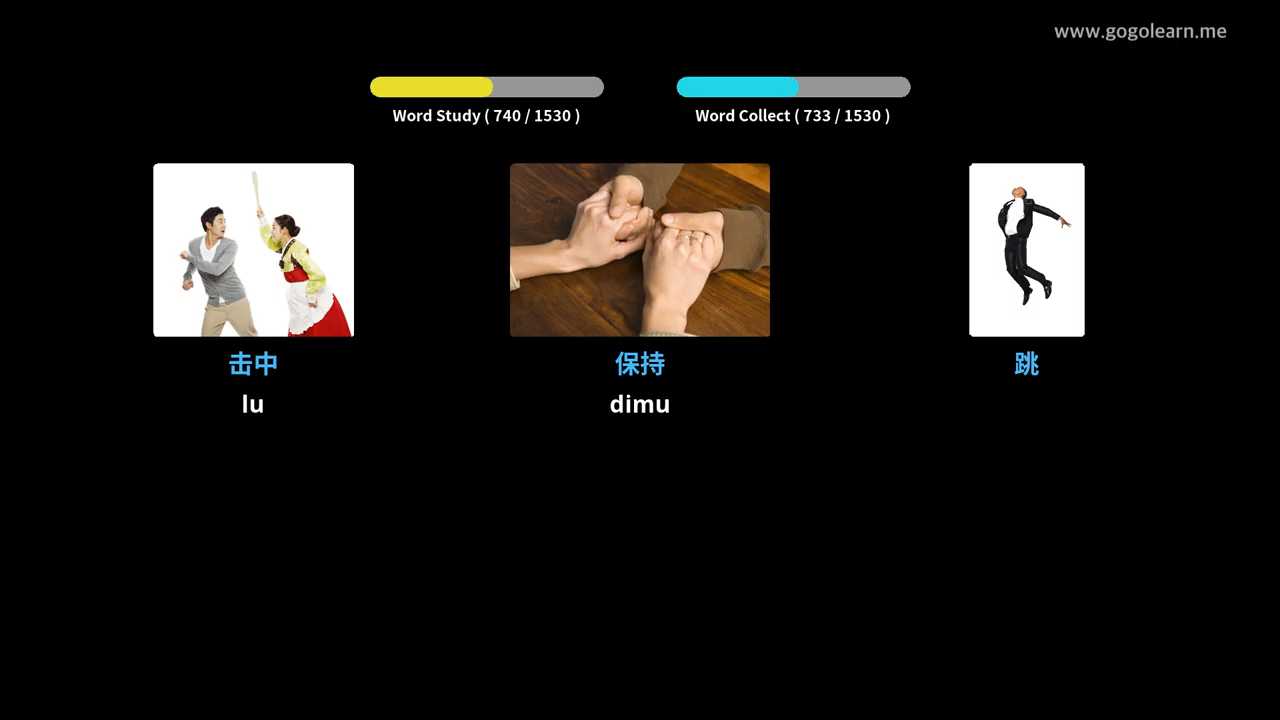 www.gogolearn.me
Word Study ( 740 / 1530 )
Word Collect ( 733 / 1530 )
击中
保持
跳
lu
dimu